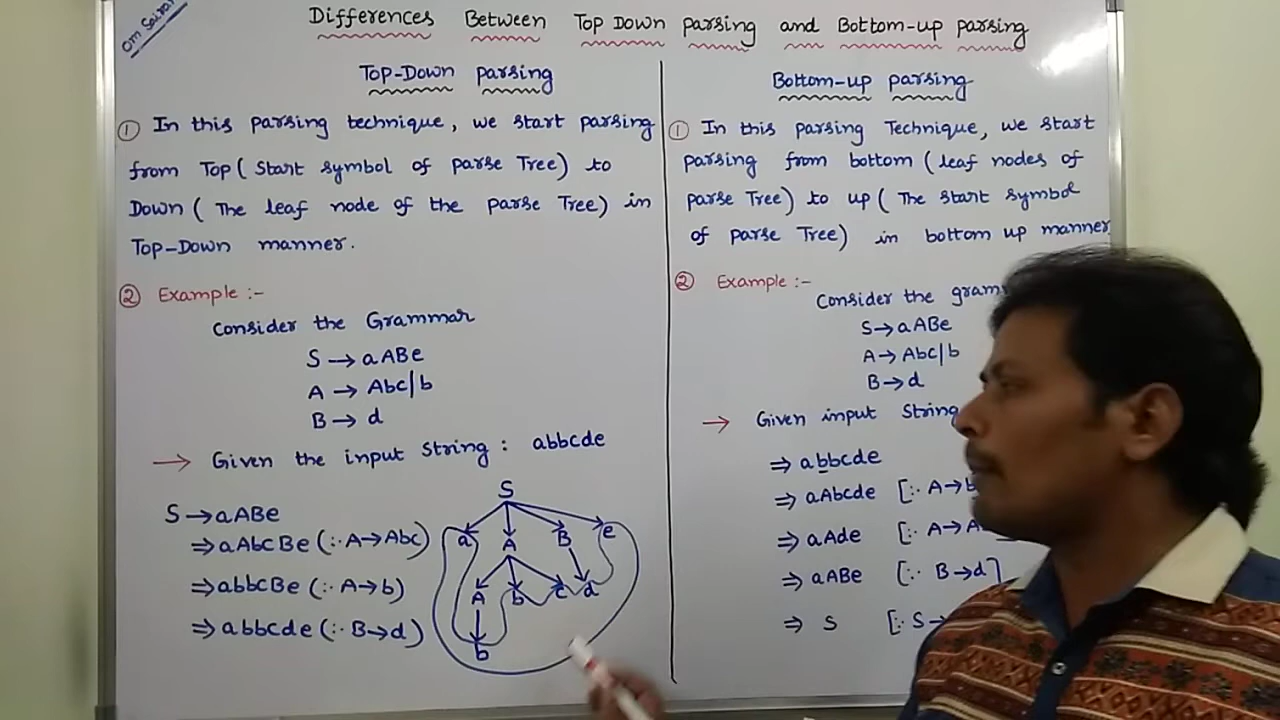 Om Sairam
Differences Between Top Down parsing and Bottom-up parsing
Top-Down parsing
① In this parsing technique, we start parsing
from Top (Start symbol of parse Tree) to
Down (The leaf node of the parse Tree) in
Top-Down manner.
② Example :-
Consider the Grammar
S → aABe
A → Abc/b
B → d
→ Given the input string : abbcde
S → aABe
⇒ aAbcBe (∵ A→Abc)
⇒ abbcBe (∵ A→b)
⇒ abbcde (∵ B→d)
S
a A B e
A b c d
b
Bottom-up parsing
① In this parsing Technique, we start
parsing from bottom (leaf nodes of
parse Tree) to up (The start symbol
of parse Tree) in bottom up manner
② Example :-
Consider the
S → aABe
A → Abc/b
B → d
→ Given input String
⇒ abbcde
⇒ aAbcde [∵ A→b
⇒ aAde [∵ A→A
⇒ aABe [∵ B→d]
⇒ S [∵ S→